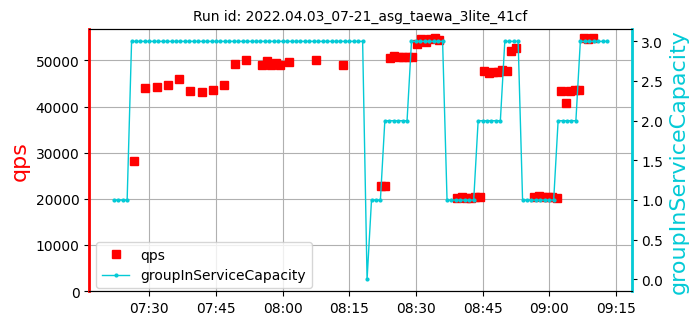 Run id: 2022.04.03_07-21_asg_taewa_3lite_41cf
qps
50000
40000
30000
20000
10000
0
3.0
2.5
2.0
1.5
1.0
0.5
0.0
groupInServiceCapacity
qps
groupInServiceCapacity
07:30 07:45 08:00 08:15 08:30 08:45 09:00 09:15